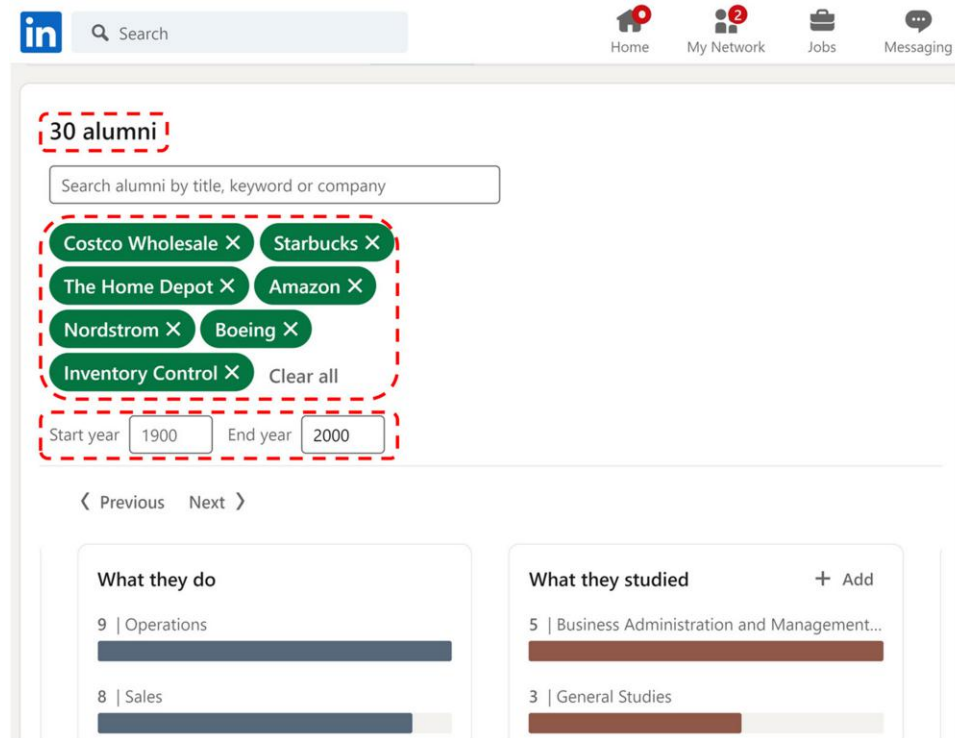 in Search
Home My Network 2 Jobs Messaging
30 alumni
Search alumni by title, keyword or company
Costco Wholesale × Starbucks ×
The Home Depot × Amazon ×
Nordstrom × Boeing ×
Inventory Control × Clear all
Start year 1900 End year 2000
< Previous Next >
What they do
9 | Operations
8 | Sales
What they studied + Add
5 | Business Administration and Management...
3 | General Studies